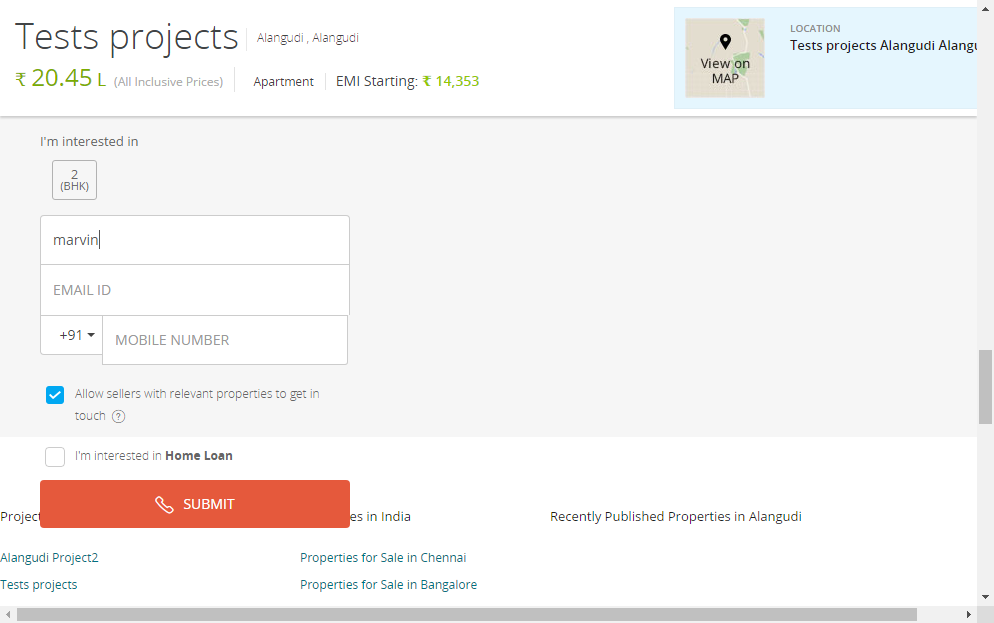 Tests projects
Alangudi , Alangudi
₹ 20.45 L (All Inclusive Prices)
Apartment
EMI Starting: ₹ 14,353
View on
MAP
LOCATION
Tests projects Alangudi
I'm interested in
2
(BHK)
marvin
EMAIL ID
+91
MOBILE NUMBER
Allow sellers with relevant properties to get in
touch ?
I'm interested in Home Loan
SUBMIT
in India
Recently Published Properties in Alangudi
Alangudi Project2
Properties for Sale in Chennai
Tests projects
Properties for Sale in Bangalore